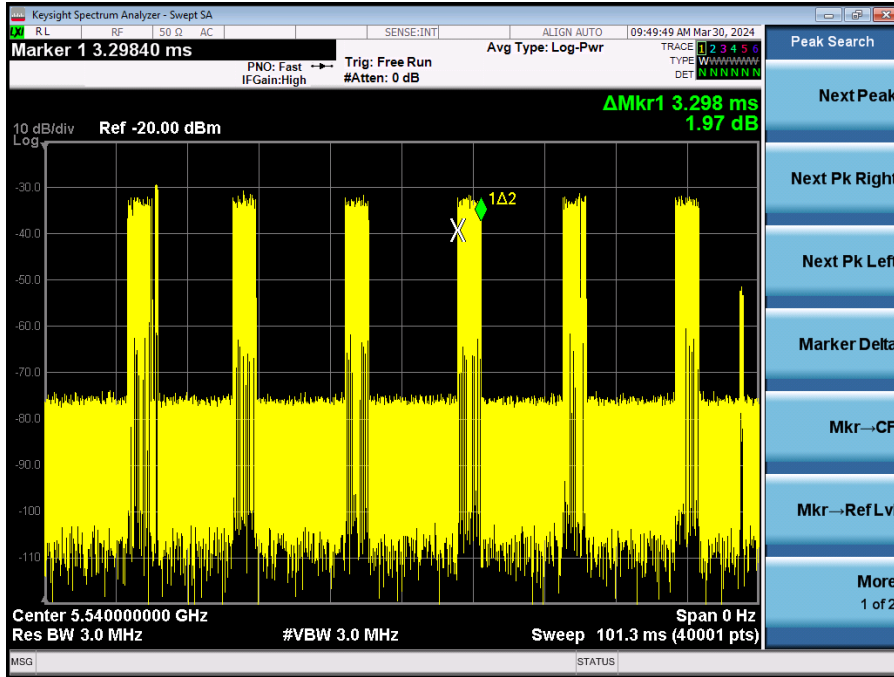 Keysight Spectrum Analyzer - Swept SA
LXI RL RF 50 Ω AC SENSE:INT ALIGN AUTO 09:49:49 AM Mar 30, 2024
Marker 1 3.29840 ms
PNO: Fast
IFGain:High
Trig: Free Run
#Atten: 0 dB
Avg Type: Log-Pwr
TRACE 1 2 3 4 5 6
TYPE WWWWWW
DET N N N N N N
ΔMkr1 3.298 ms
1.97 dB
10 dB/div Ref -20.00 dBm
Log
-30.0
-40.0
-50.0
-60.0
-70.0
-80.0
-90.0
-100
-110
1Δ2
X
Center 5.540000000 GHz
Span 0 Hz
Res BW 3.0 MHz
#VBW 3.0 MHz
Sweep 101.3 ms (40001 pts)
MSG
STATUS
Peak Search
Next Peak
Next Pk Right
Next Pk Left
Marker Delta
Mkr→CF
Mkr→Ref Lvl
More
1 of 2